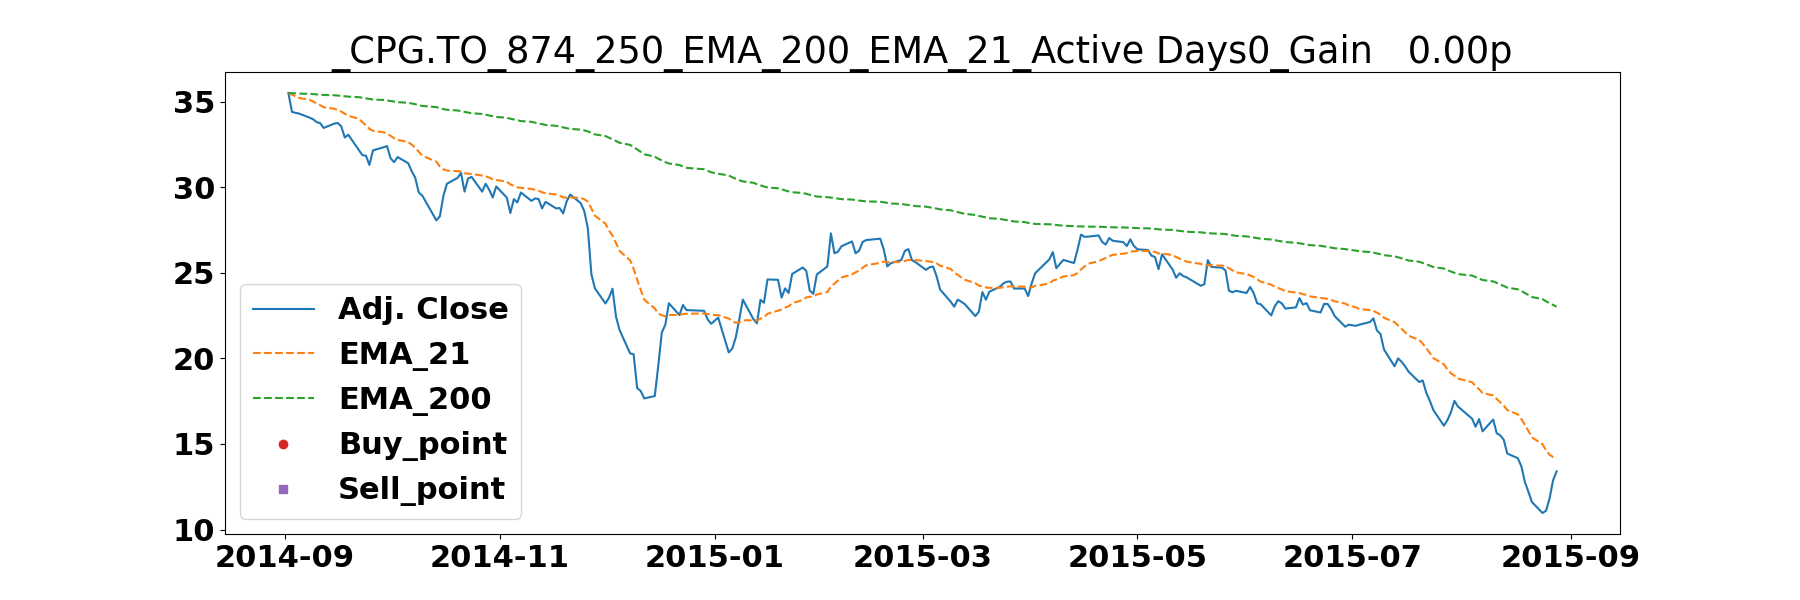 _CPG.TO_874_250_EMA_200_EMA_21_Active Days0_Gain   0.00p
35
30
25
20
15
10
Adj. Close
EMA_21
EMA_200
Buy_point
Sell_point
2014-09 2014-11 2015-01 2015-03 2015-05 2015-07 2015-09